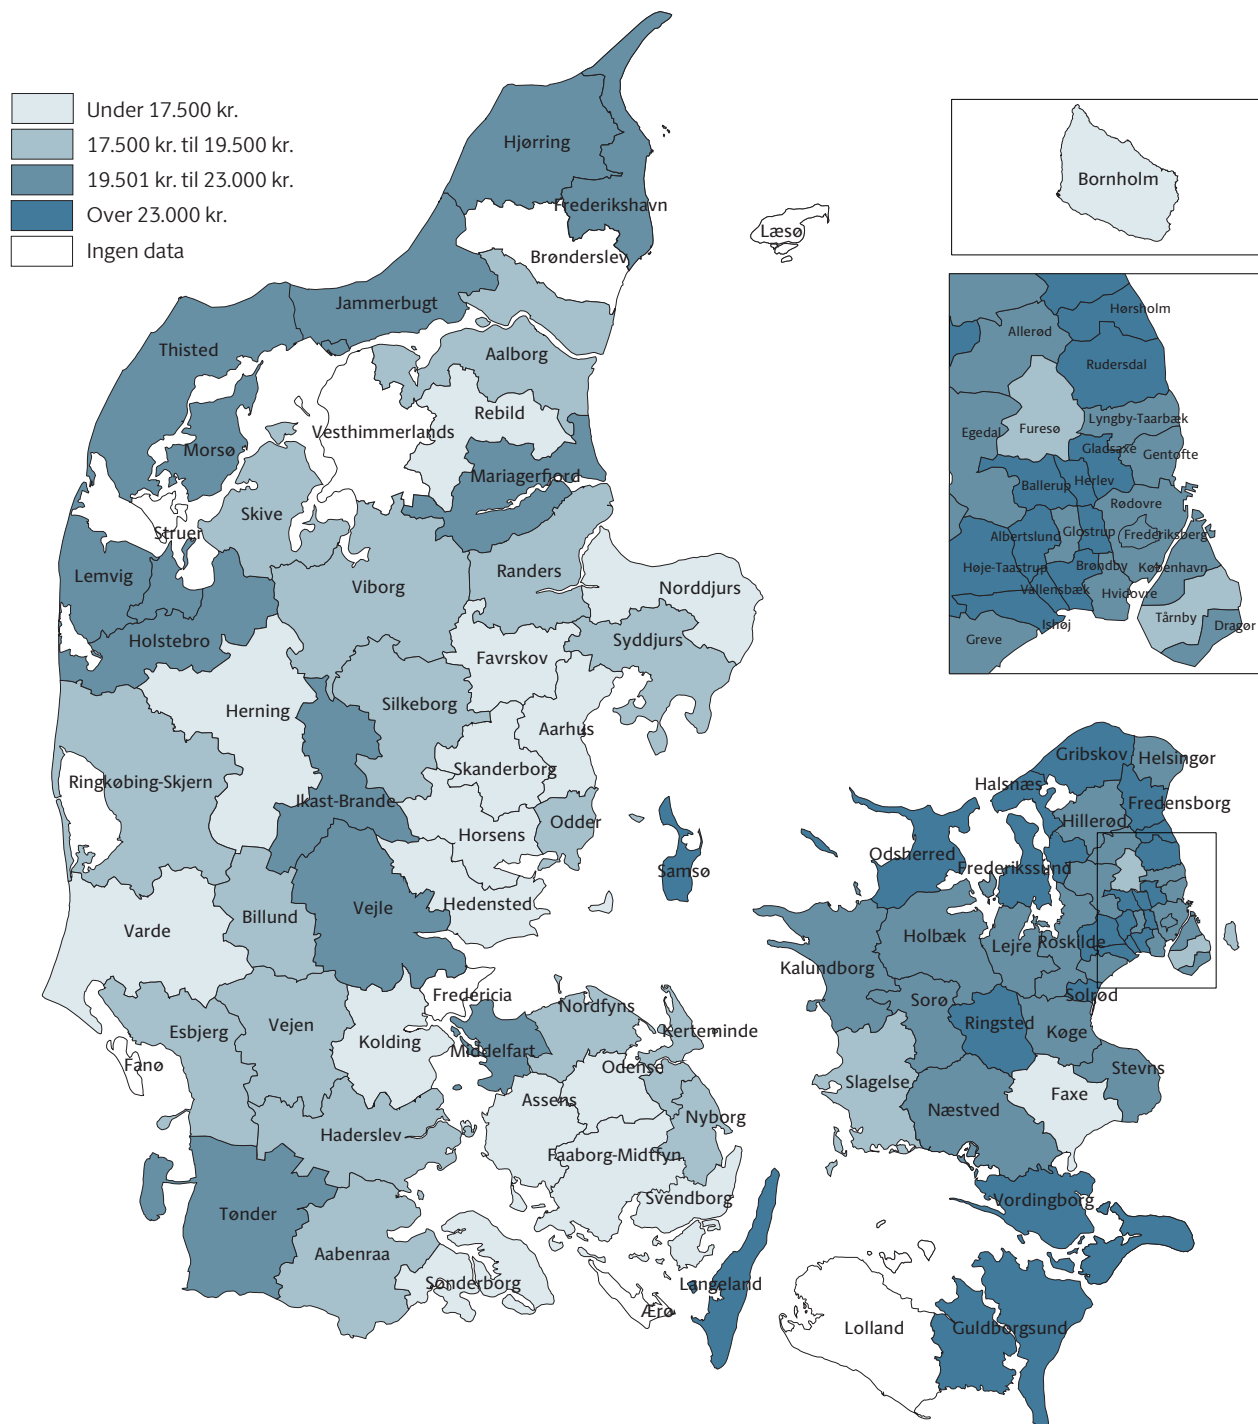 Under 17.500 kr.
17.500 kr. til 19.500 kr.
19.501 kr. til 23.000 kr.
Over 23.000 kr.
Ingen data
Hjørring
Frederikshavn
Læsø
Brønderslev
Jammerbugt
Thisted
Aalborg
Rebild
Vesthimmerlands
Morsø
Mariagerfjord
Skive
Struer
Lemvig
Viborg
Randers
Norddjurs
Holstebro
Syddjurs
Favrskov
Silkeborg
Herning
Aarhus
Skanderborg
Ringkøbing-Skjern
Ikast-Brande
Odder
Horsens
Samsø
Hedensted
Vejle
Billund
Varde
Fredericia
Nordfyns
Esbjerg
Vejen
Kolding
Middelfart
Kerteminde
Odense
Fanø
Assens
Nyborg
Haderslev
Faaborg-Midtfyn
Svendborg
Tønder
Aabenraa
Sønderborg
Langeland
Ærø
Bornholm
Hørsholm
Allerød
Rudersdal
Lyngby-Taarbæk
Furesø
Egedal
Gladsaxe
Gentofte
Ballerup
Herlev
Rødovre
Albertslund
Glostrup
Frederiksberg
Høje-Taastrup
Brøndby
København
Vallensbæk
Hvidovre
Tårnby
Ishøj
Dragør
Greve
Gribskov
Helsingør
Halsnæs
Fredensborg
Hillerød
Odsherred
Frederikssund
Holbæk
Lejre
Roskilde
Kalundborg
Solrød
Sorø
Ringsted
Køge
Stevns
Slagelse
Faxe
Næstved
Vordingborg
Lolland
Guldborgsund